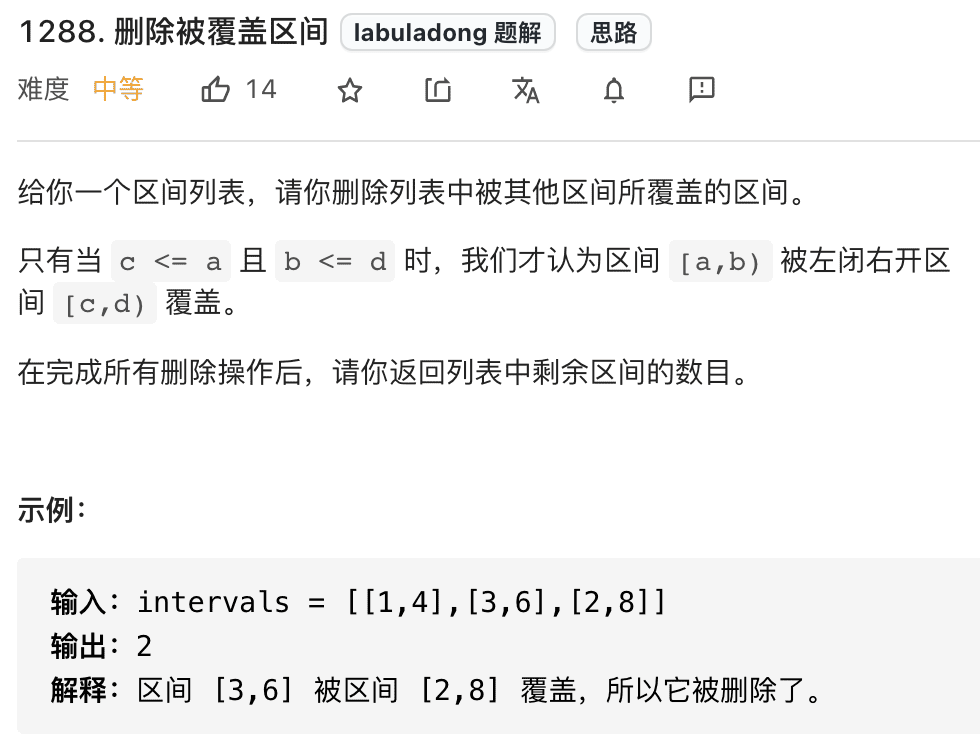 1288. 删除被覆盖区间 labuladong 题解 思路
难度 中等 14
给你一个区间列表，请你删除列表中被其他区间所覆盖的区间。
只有当 c <= a 且 b <= d 时，我们才认为区间 [a,b) 被左闭右开区
间 [c,d) 覆盖。
在完成所有删除操作后，请你返回列表中剩余区间的数目。
示例：
输入：intervals = [[1,4],[3,6],[2,8]]
输出：2
解释：区间 [3,6] 被区间 [2,8] 覆盖，所以它被删除了。